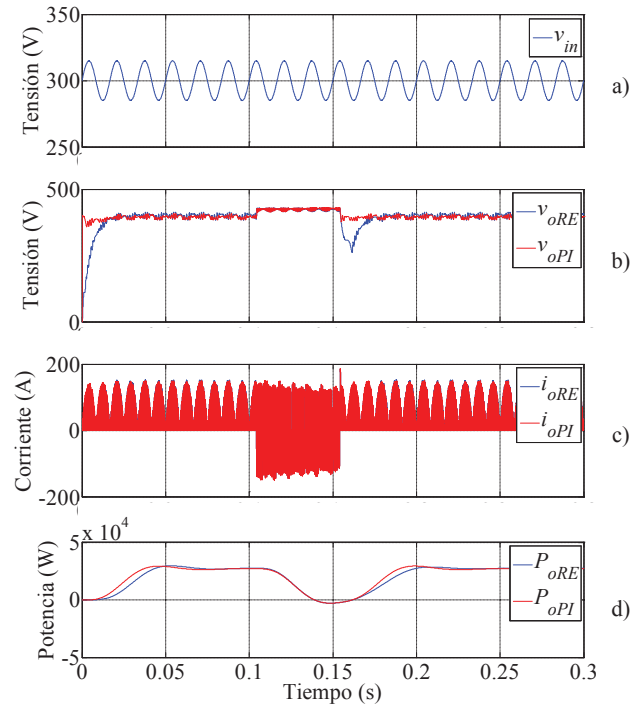 350
300
250
Tensión (V)
v_in
a)
500
0
Tensión (V)
v_oRE
v_oPI
b)
200
0
-200
Corriente (A)
i_oRE
i_oPI
c)
x 10^4
5
0
-5
Potencia (W)
P_oRE
P_oPI
d)
0 0.05 0.1 0.15 0.2 0.25 0.3
Tiempo (s)